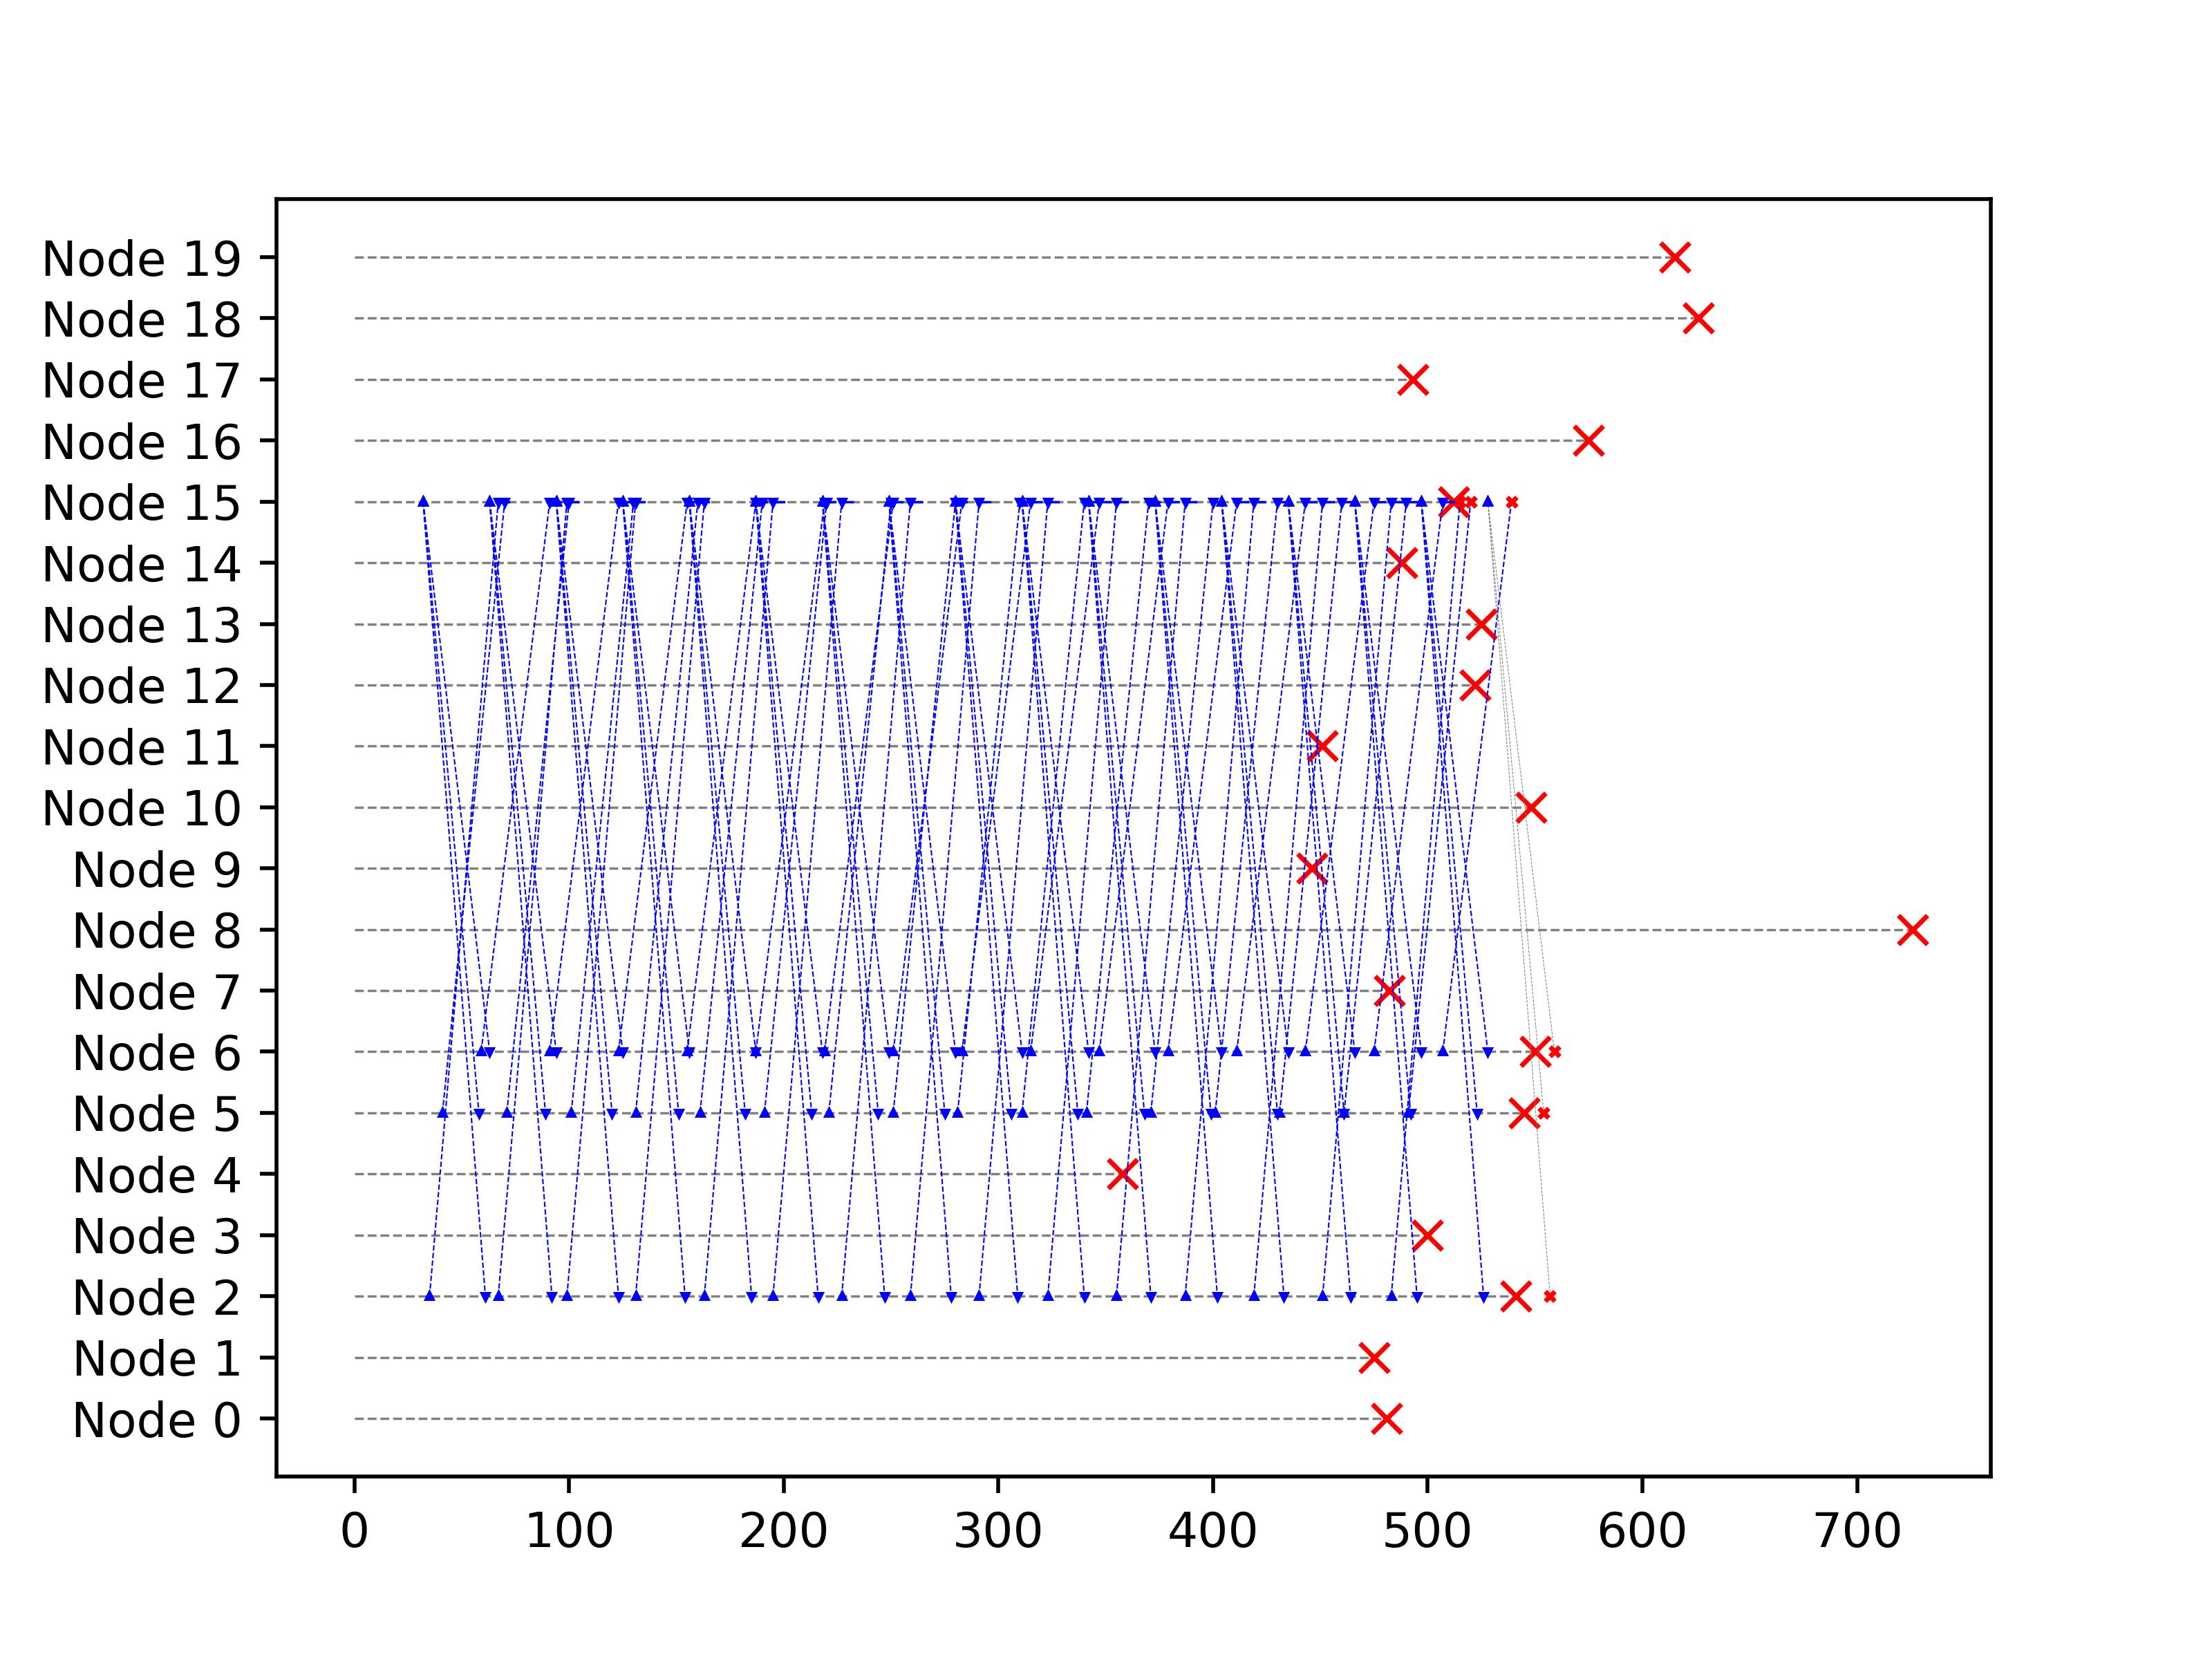 Node 19
Node 18
Node 17
Node 16
Node 15
Node 14
Node 13
Node 12
Node 11
Node 10
Node 9
Node 8
Node 7
Node 6
Node 5
Node 4
Node 3
Node 2
Node 1
Node 0
0 100 200 300 400 500 600 700